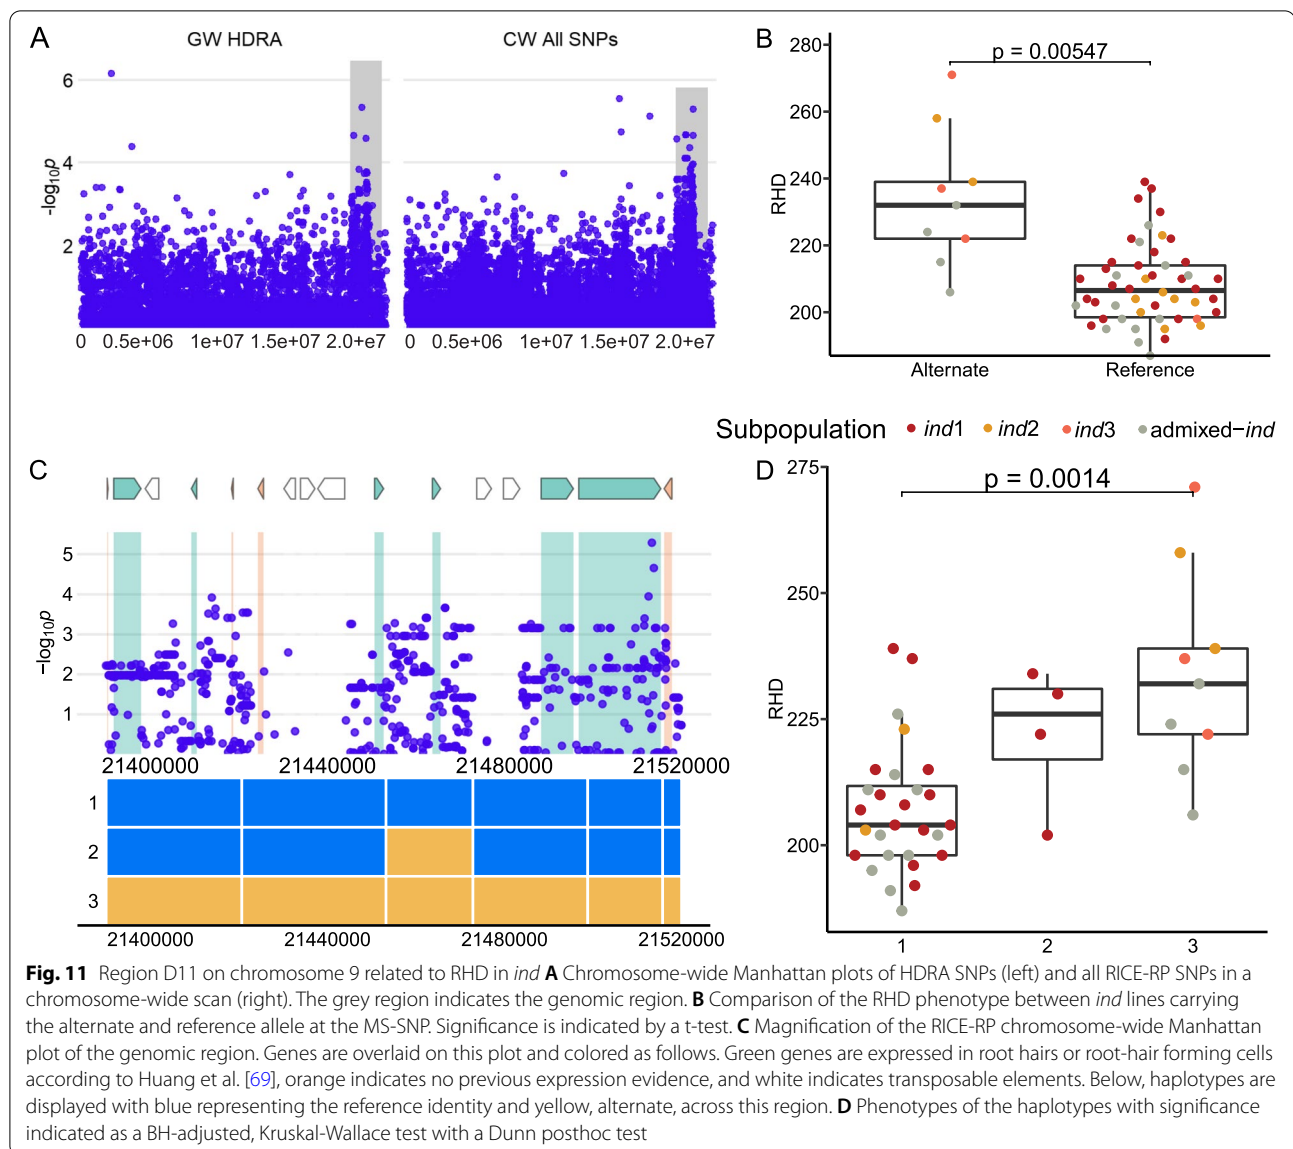 A
GW HDRA
CW All SNPs
6
4
2
-log10p
0 0.5e+06 1e+07 1.5e+07 2.0e+07
0 0.5e+06 1e+07 1.5e+07 2.0e+07
B
p = 0.00547
280
260
240
220
200
RHD
Alternate Reference
Subpopulation ind1 ind2 ind3 admixed−ind
C
5
4
3
2
1
−log10p
21400000 21440000 21480000 21520000
1
2
3
21400000 21440000 21480000 21520000
D
p = 0.0014
275
250
225
200
RHD
1 2 3
Fig. 11 Region D11 on chromosome 9 related to RHD in ind A Chromosome-wide Manhattan plots of HDRA SNPs (left) and all RICE-RP SNPs in a
chromosome-wide scan (right). The grey region indicates the genomic region. B Comparison of the RHD phenotype between ind lines carrying
the alternate and reference allele at the MS-SNP. Significance is indicated by a t-test. C Magnification of the RICE-RP chromosome-wide Manhattan
plot of the genomic region. Genes are overlaid on this plot and colored as follows. Green genes are expressed in root hairs or root-hair forming cells
according to Huang et al. [69], orange indicates no previous expression evidence, and white indicates transposable elements. Below, haplotypes are
displayed with blue representing the reference identity and yellow, alternate, across this region. D Phenotypes of the haplotypes with significance
indicated as a BH-adjusted, Kruskal-Wallace test with a Dunn posthoc test